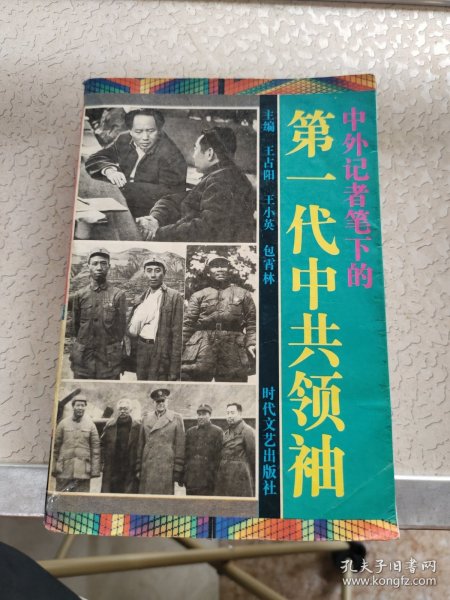 中外记者笔下的
第一代中共领袖
主编 王占阳 王小英 包霄林
时代文艺出版社
孔夫子旧书网
www.kongfz.com